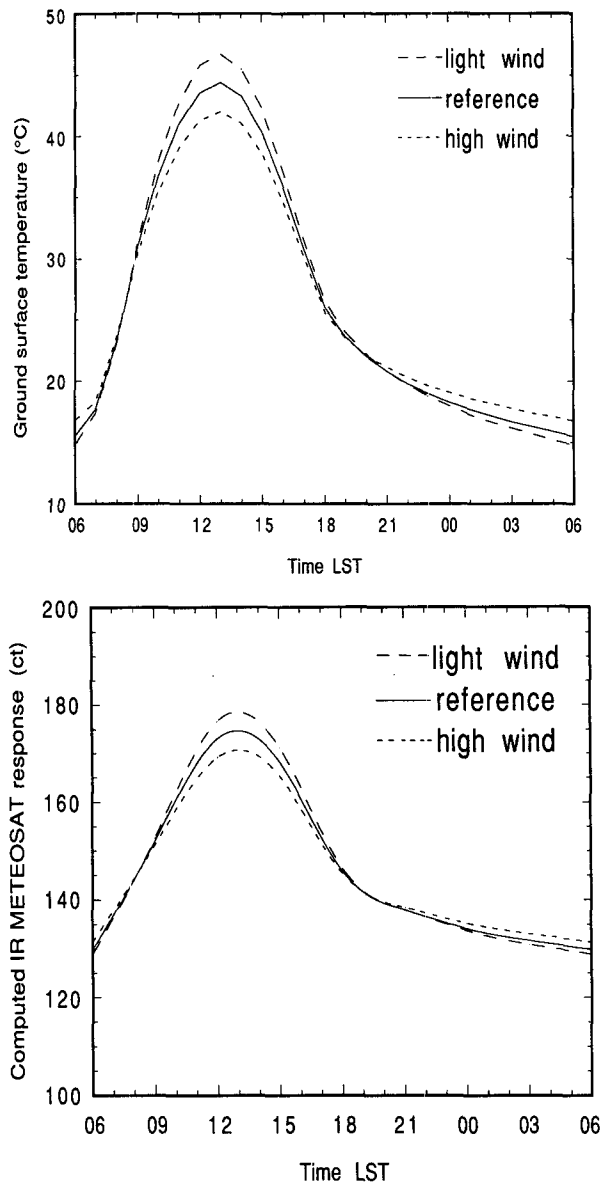 50
40
30
20
10
Ground surface temperature (°C)
light wind
reference
high wind
06 09 12 15 18 21 00 03 06
Time LST
200
180
160
140
120
100
Computed IR METEOSAT response (ct)
light wind
reference
high wind
06 09 12 15 18 21 00 03 06
Time LST